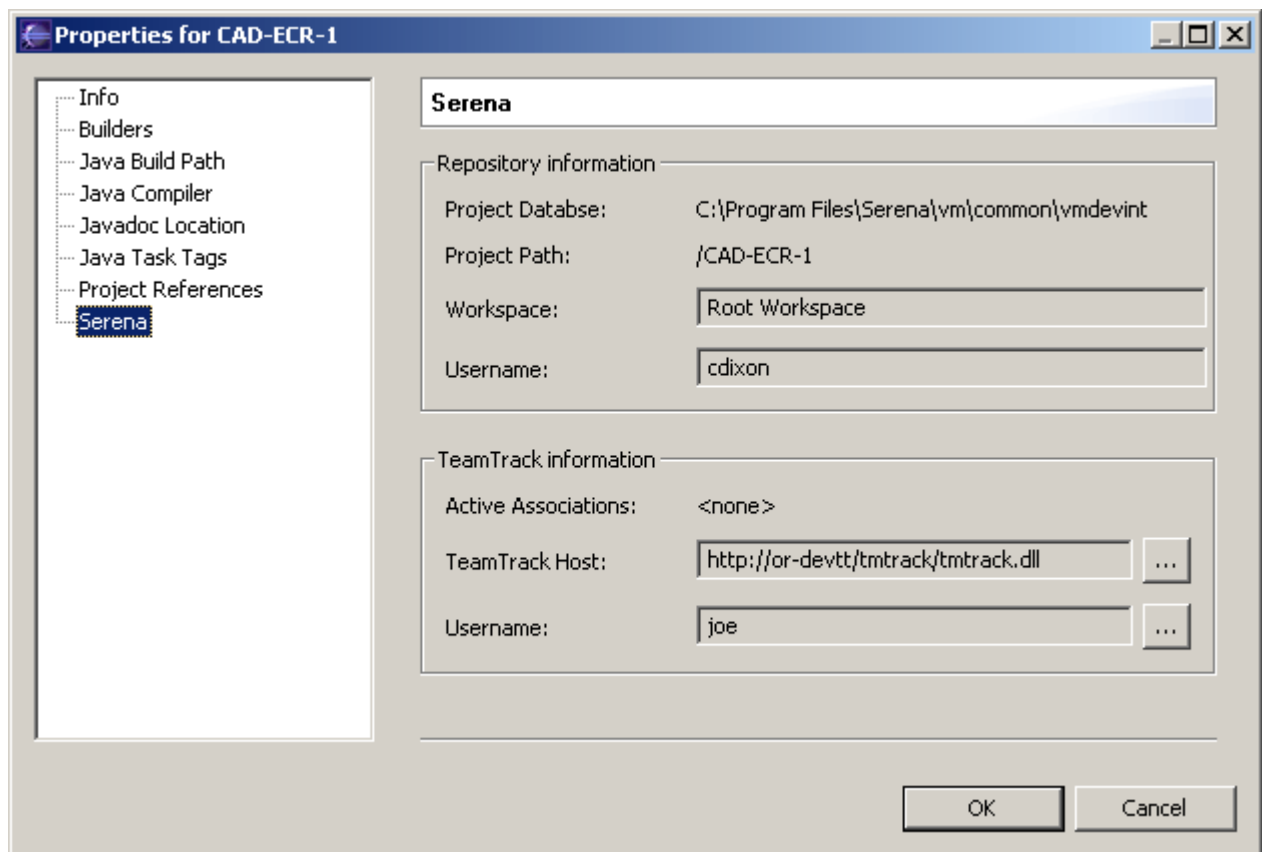 Properties for CAD-ECR-1
Info
Builders
Java Build Path
Java Compiler
Javadoc Location
Java Task Tags
Project References
Serena
Serena
Repository information
Project Databse: C:\Program Files\Serena\vm\common\vmdevint
Project Path: /CAD-ECR-1
Workspace: Root Workspace
Username: cdixon
TeamTrack information
Active Associations: <none>
TeamTrack Host: http://or-devtt/tmtrack/tmtrack.dll ...
Username: joe ...
OK Cancel